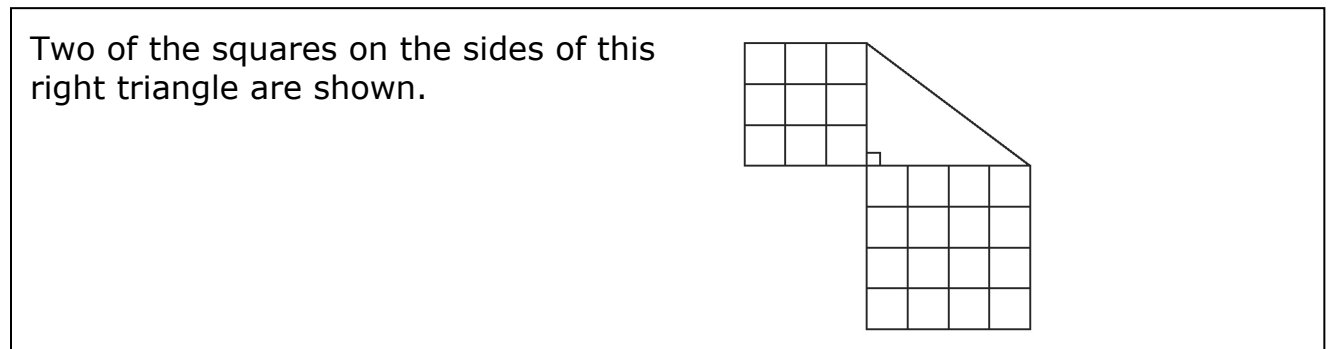 Two of the squares on the sides of this
right triangle are shown.